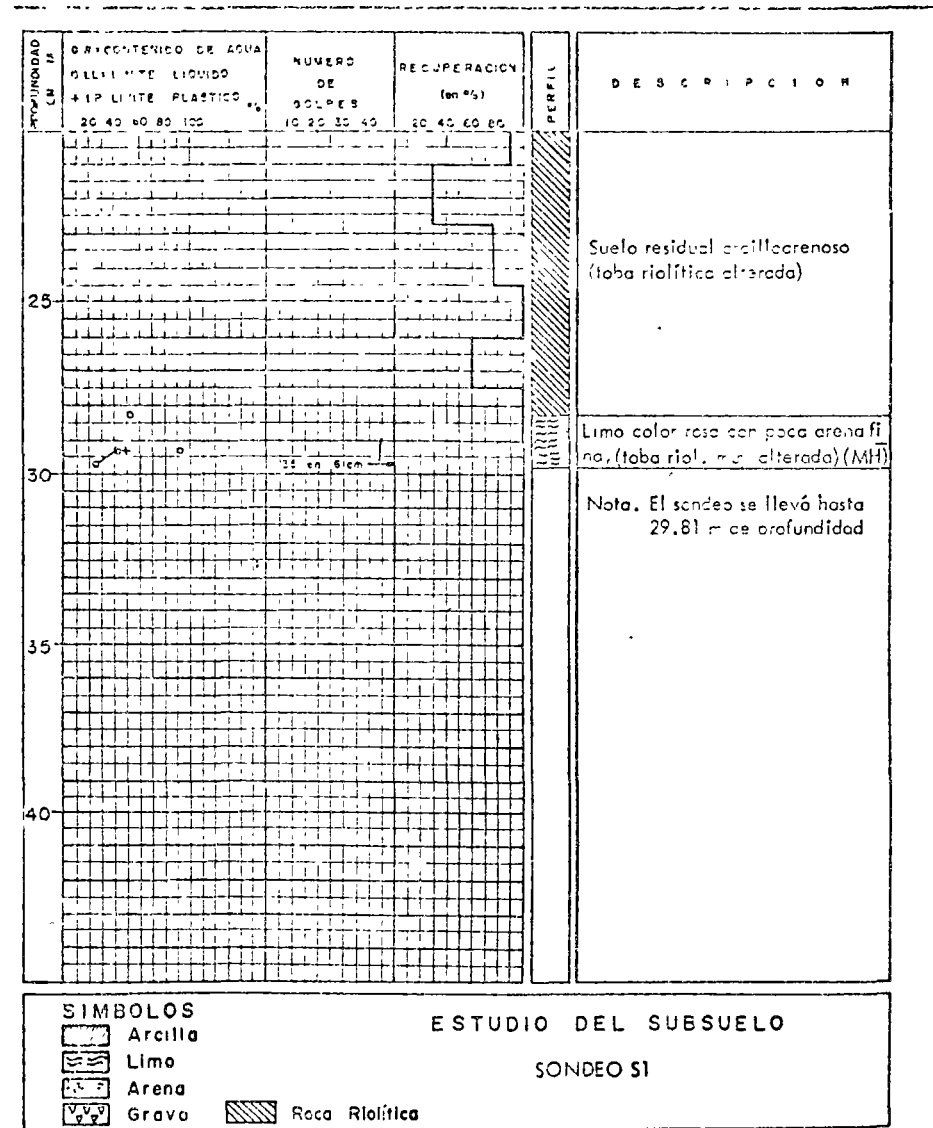 PROFUNDIDAD
CONTENIDO DE AGUA
LIMITE LIQUIDO
+ LP LIMITE PLASTICO %
20 40 60 80 100
NUMERO
DE
GOLPES
10 20 30 40
RECUPERACION
(en %)
20 40 60 80
PERFIL
DESCRIPCION
Suelo residual arcilloarenoso
(toba riolítica alterada)
25
Limo color rosa con poca arena fi
na, (toba riol. muy alterada) (MH)
35 en 61cm
30
Nota. El sondeo se llevó hasta
29.81 m de profundidad
35
40
SIMBOLOS
Arcilla
Limo
Arena
Grava
Roca Riolítica
ESTUDIO DEL SUBSUELO
SONDEO S1